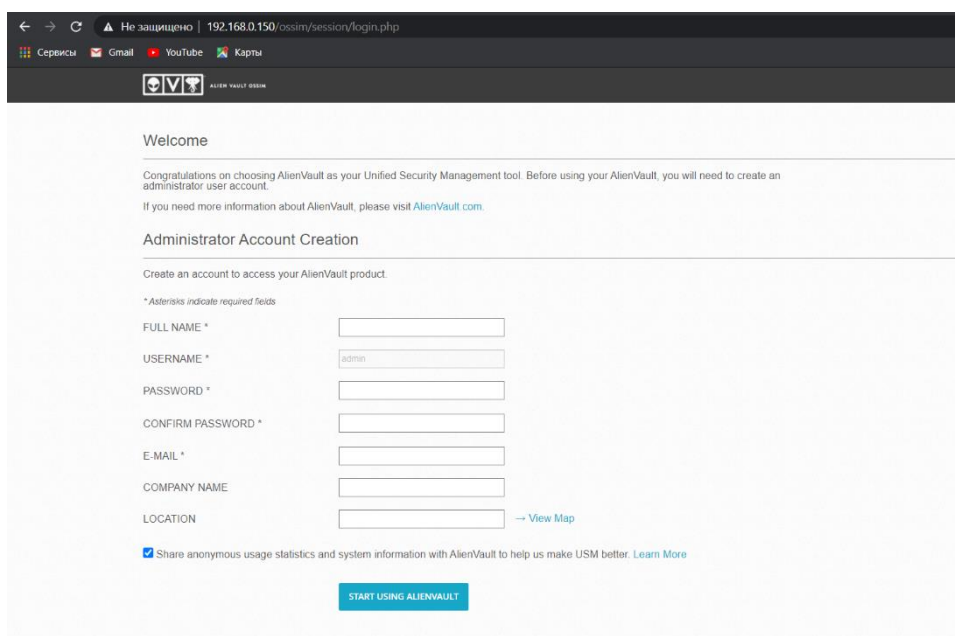 Не защищено | 192.168.0.150/ossim/session/login.php
Сервисы Gmail YouTube Карты
ALIEN VAULT OSSIM
Welcome
Congratulations on choosing AlienVault as your Unified Security Management tool. Before using your AlienVault, you will need to create an
administrator user account.
If you need more information about AlienVault, please visit AlienVault.com.
Administrator Account Creation
Create an account to access your AlienVault product.
* Asterisks indicate required fields
FULL NAME *
USERNAME * admin
PASSWORD *
CONFIRM PASSWORD *
E-MAIL *
COMPANY NAME
LOCATION → View Map
Share anonymous usage statistics and system information with AlienVault to help us make USM better. Learn More
START USING ALIENVAULT